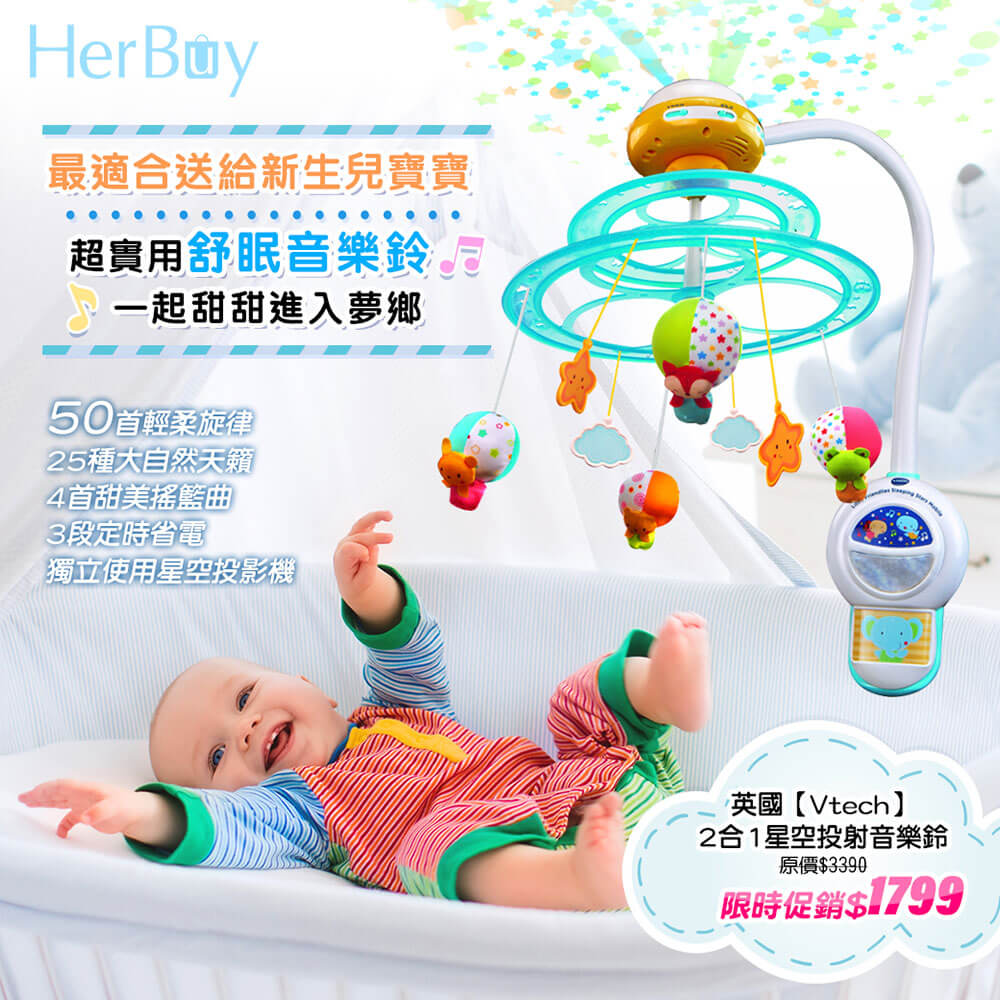 HerBuy
最適合送給新生兒寶寶
超實用舒眠音樂鈴
一起甜甜進入夢鄉
50首輕柔旋律
25種大自然天籟
4首甜美搖籃曲
3段定時省電
獨立使用星空投影機
Friendlies Sleeping Stars Mobile
英國【Vtech】
2合1星空投射音樂鈴
原價$3390
限時促銷$1799